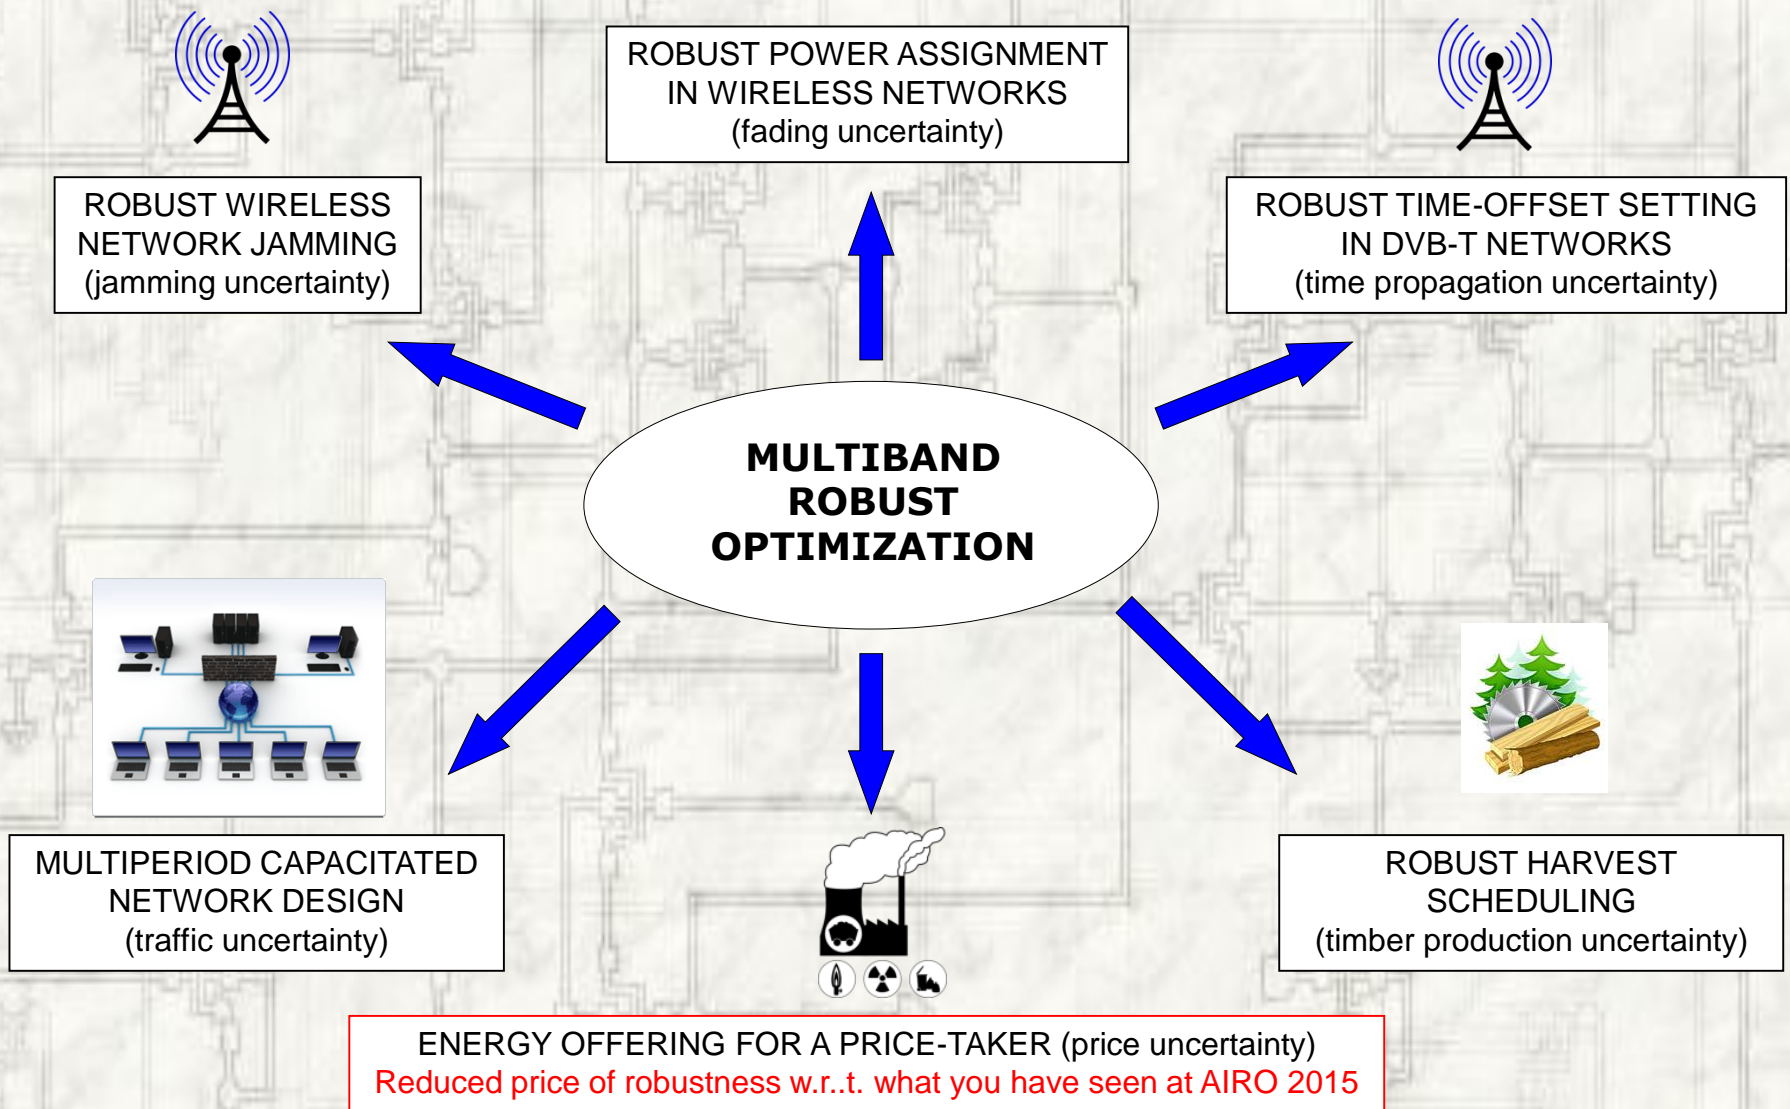 ROBUST POWER ASSIGNMENT
IN WIRELESS NETWORKS
(fading uncertainty)
ROBUST WIRELESS
NETWORK JAMMING
(jamming uncertainty)
ROBUST TIME-OFFSET SETTING
IN DVB-T NETWORKS
(time propagation uncertainty)
MULTIBAND
ROBUST
OPTIMIZATION
MULTIPERIOD CAPACITATED
NETWORK DESIGN
(traffic uncertainty)
ROBUST HARVEST
SCHEDULING
(timber production uncertainty)
ENERGY OFFERING FOR A PRICE-TAKER (price uncertainty)
Reduced price of robustness w.r..t. what you have seen at AIRO 2015